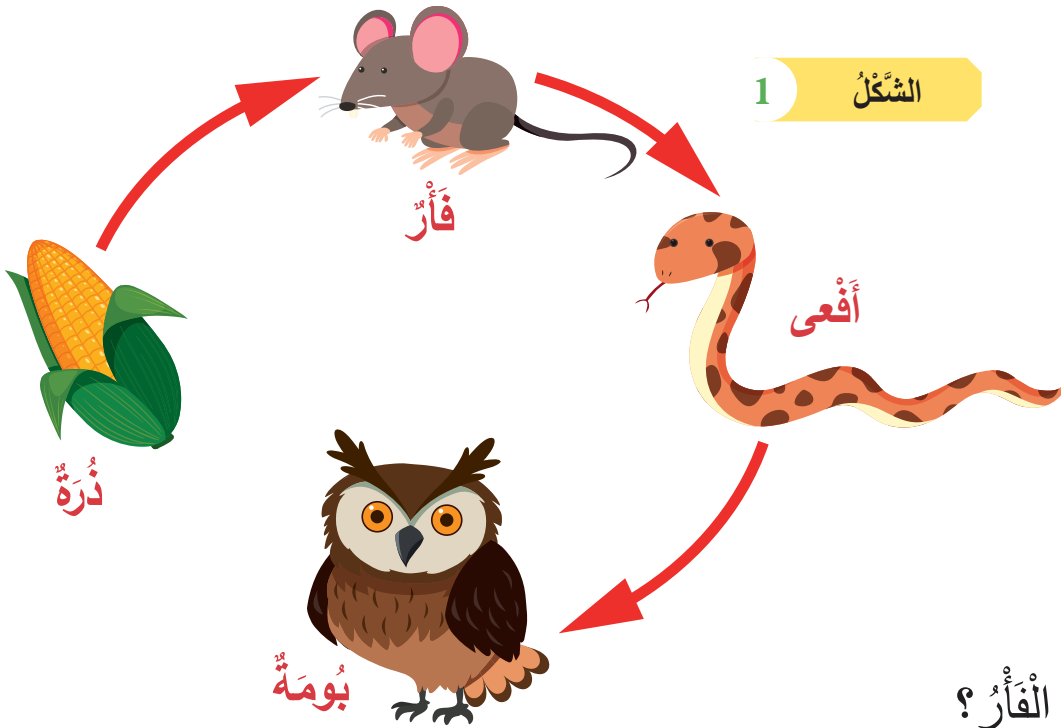 الشَّكْلُ 1
فَأْرٌ
أَفْعى
ذُرَةٌ
بُومَةٌ
الْفَأْرُ ؟